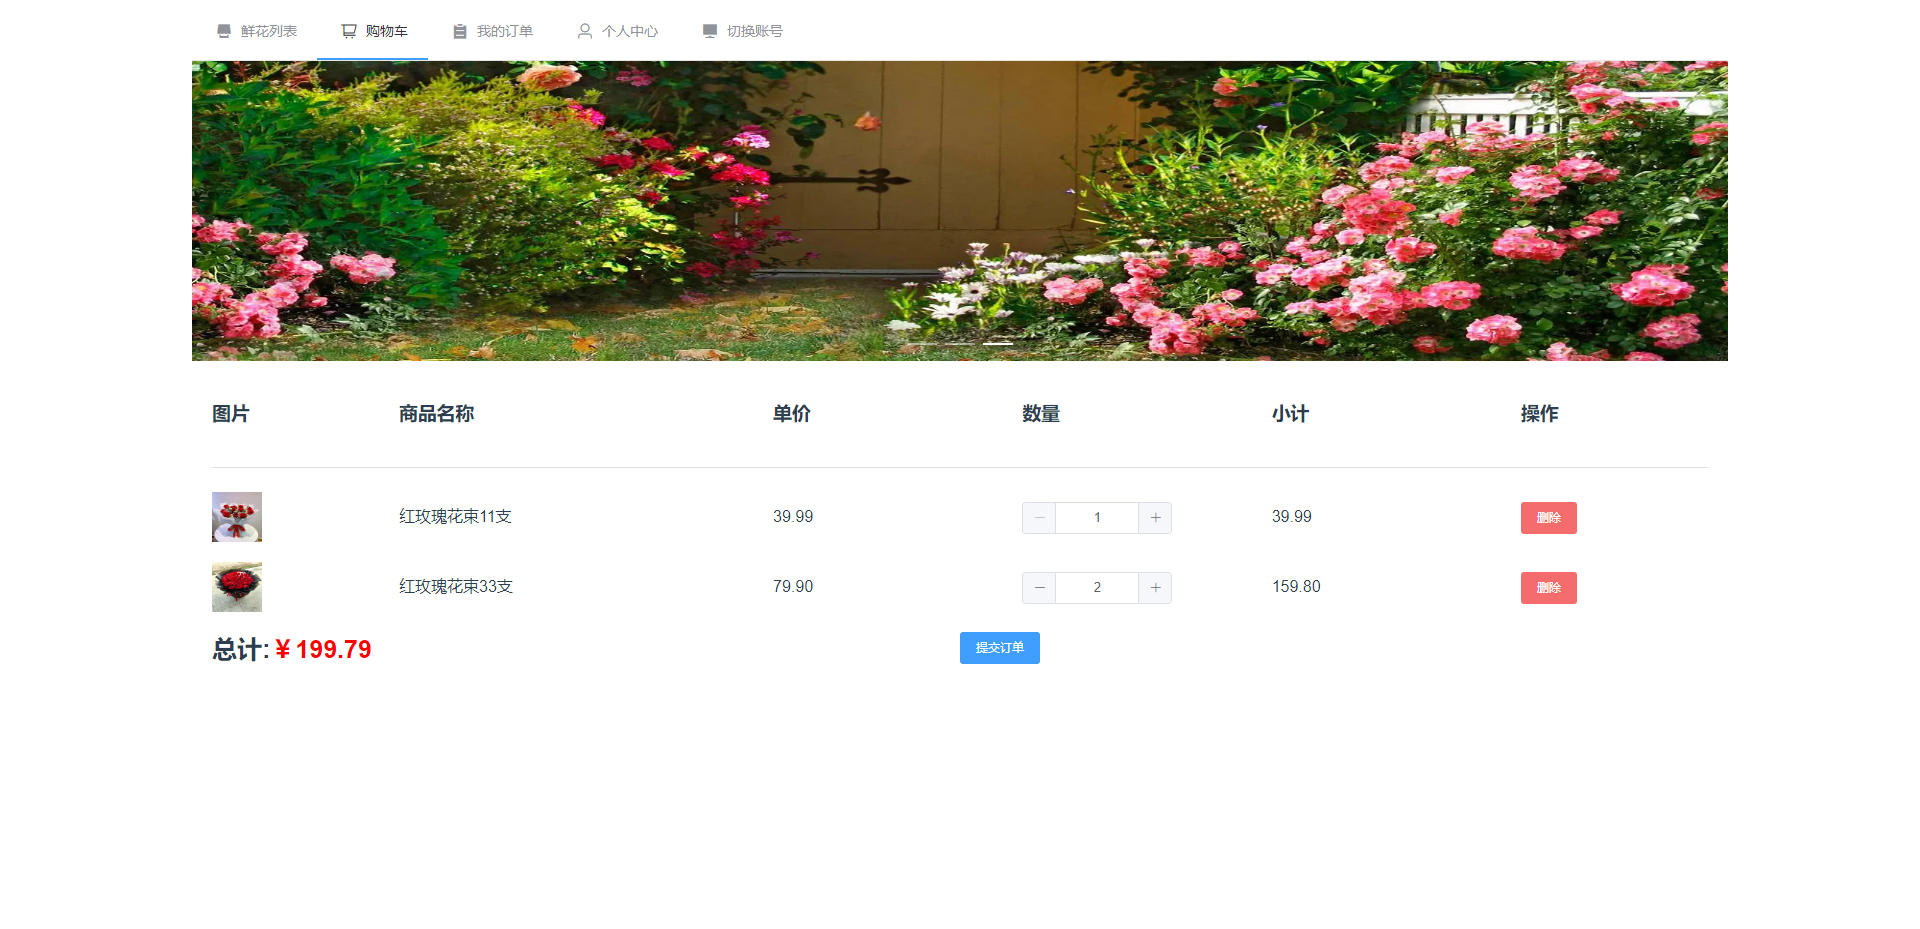 鲜花列表 购物车 我的订单 个人中心 切换账号
图片 商品名称 单价 数量 小计 操作
红玫瑰花束11支 39.99 1 39.99 删除
红玫瑰花束33支 79.90 2 159.80 删除
总计: ¥ 199.79 提交订单